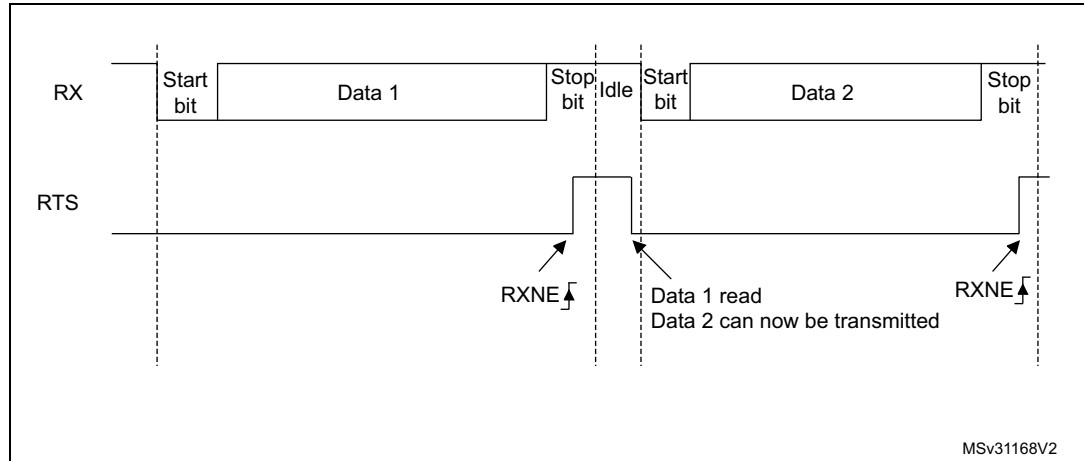 RX
Start
bit
Data 1
Stop
bit
Idle
Start
bit
Data 2
Stop
bit
RTS
RXNE
Data 1 read
Data 2 can now be transmitted
RXNE
MSv31168V2